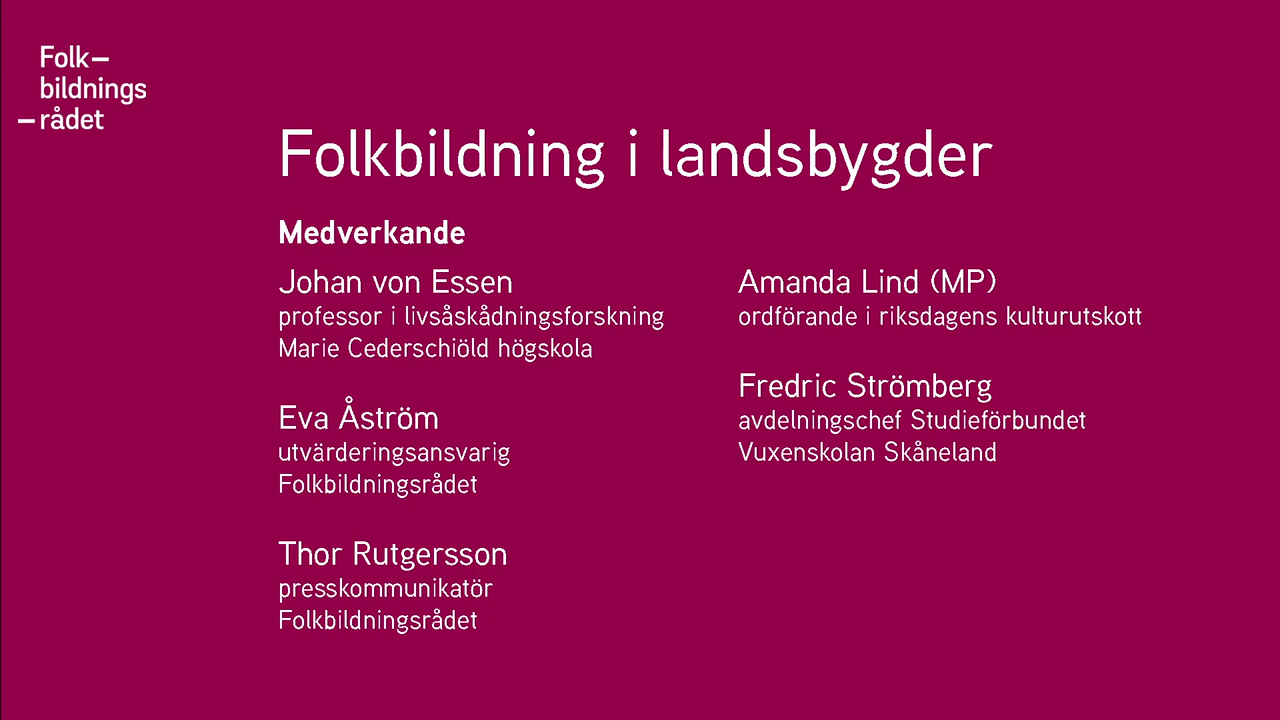 Folk–
bildnings
–rådet
Folkbildning i landsbygder
Medverkande
Johan von Essen
professor i livsåskådningsforskning
Marie Cederschiöld högskola
Eva Åström
utvärderingsansvarig
Folkbildningsrådet
Thor Rutgersson
presskommunikatör
Folkbildningsrådet
Amanda Lind (MP)
ordförande i riksdagens kulturutskott
Fredric Strömberg
avdelningschef Studieförbundet
Vuxenskolan Skåneland